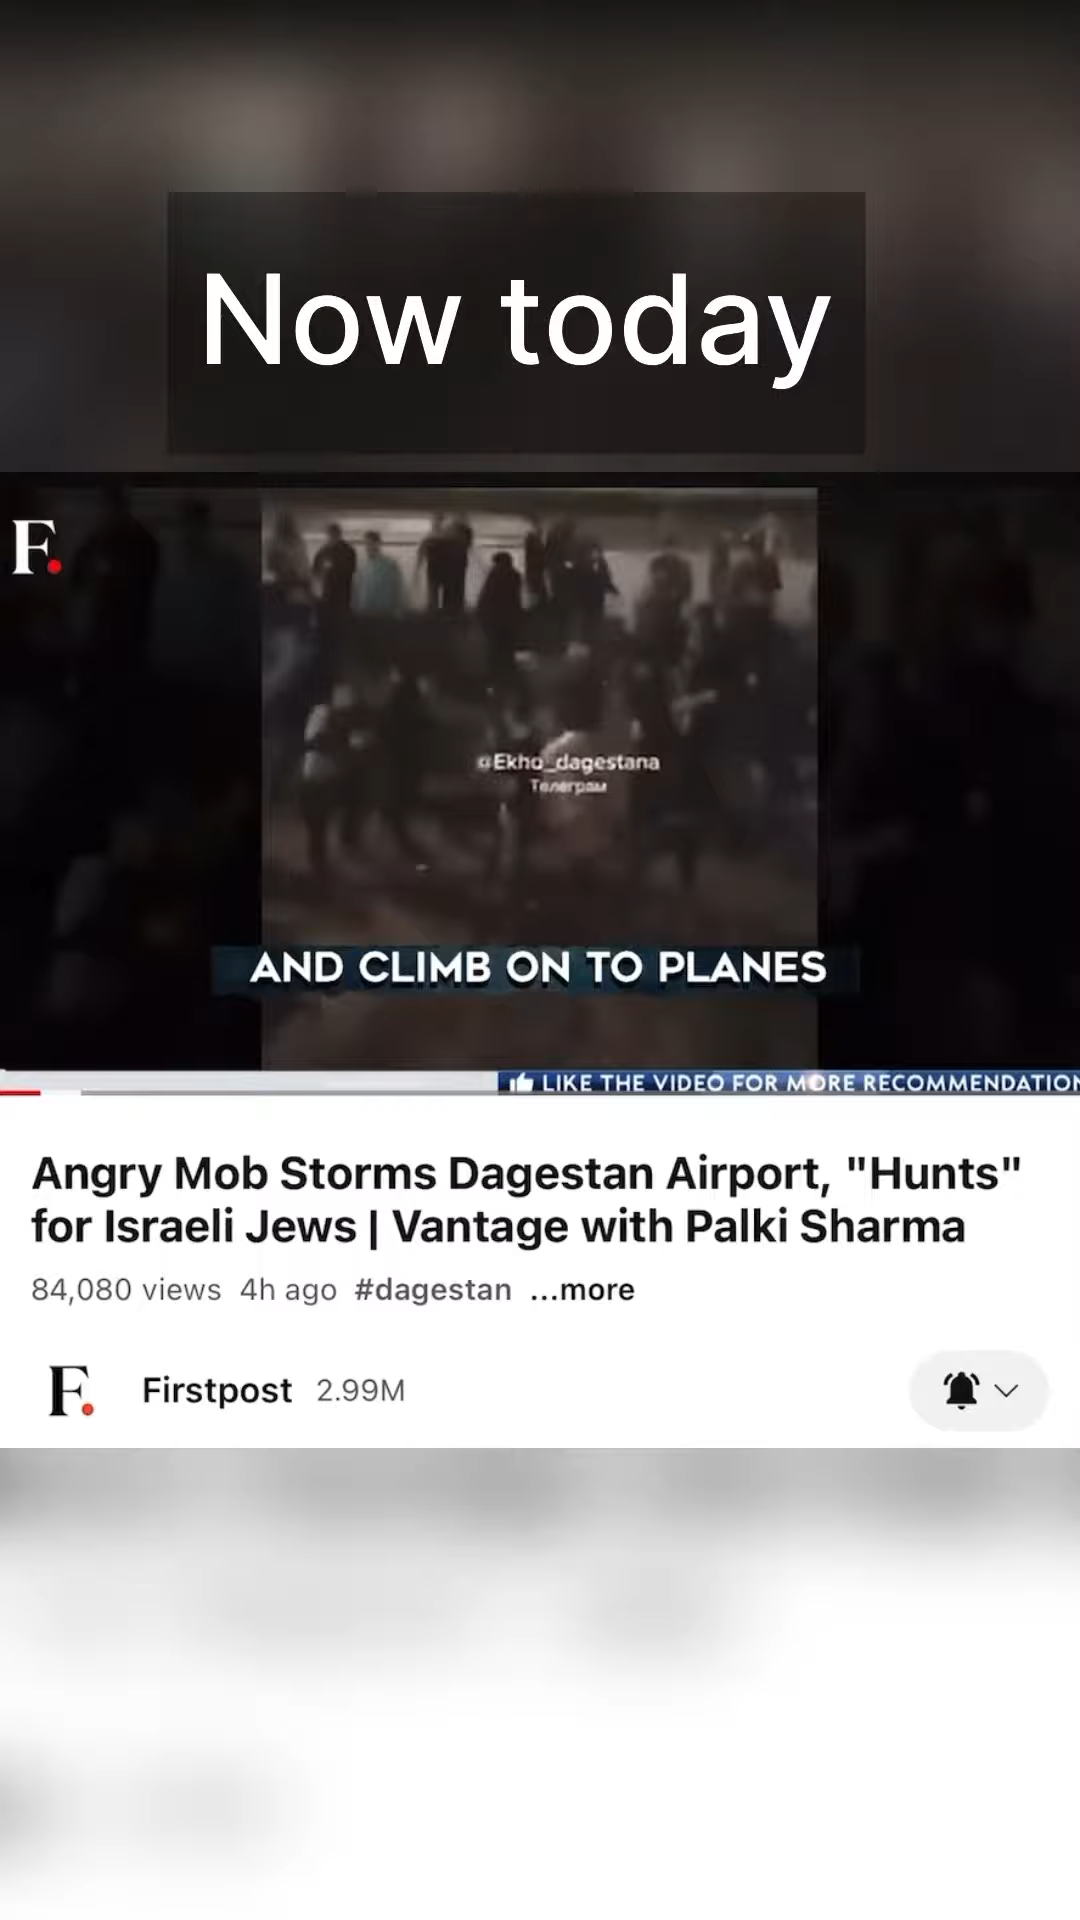 Now today
F.
@Ekho_dagestana
Телеграм
AND CLIMB ON TO PLANES
LIKE THE VIDEO FOR MORE RECOMMENDATION
Angry Mob Storms Dagestan Airport, "Hunts"
for Israeli Jews | Vantage with Palki Sharma
84,080 views 4h ago #dagestan ...more
F. Firstpost 2.99M